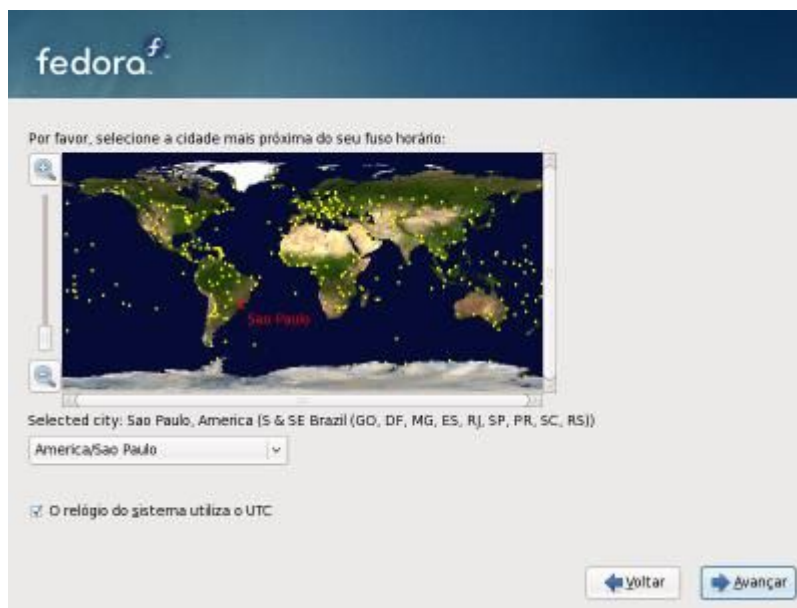 fedora
Por favor, selecione a cidade mais próxima do seu fuso horário:
Sao Paulo
Selected city: Sao Paulo, America (S & SE Brazil (GO, DF, MG, ES, RJ, SP, PR, SC, RS))
America/Sao Paulo
O relógio do sistema utiliza o UTC
Voltar
Avançar